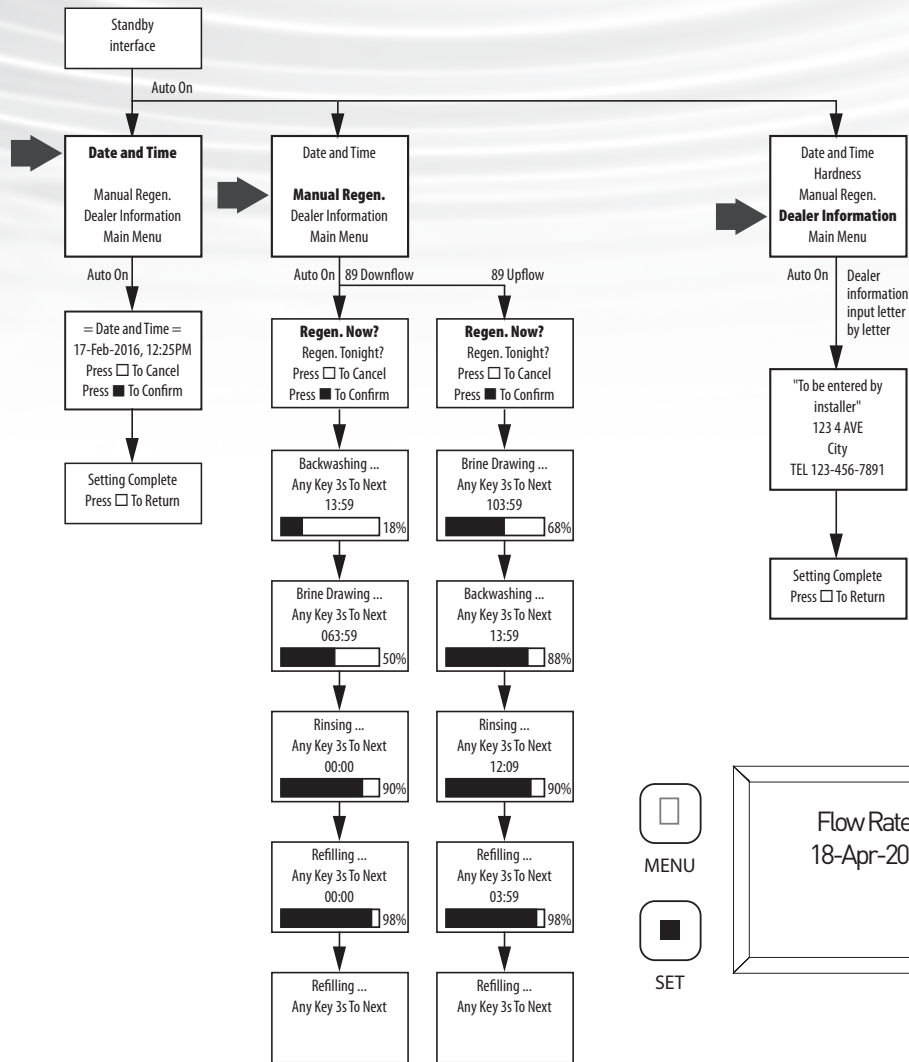 Standby
interface
Auto On
Date and Time
Manual Regen.
Dealer Information
Main Menu
Auto On
= Date and Time =
17-Feb-2016, 12:25PM
Press □ To Cancel
Press ■ To Confirm
Setting Complete
Press □ To Return
Date and Time
Manual Regen.
Dealer Information
Main Menu
Auto On
89 Downflow
89 Upflow
Regen. Now?
Regen. Tonight?
Press □ To Cancel
Press ■ To Confirm
Backwashing ...
Any Key 3s To Next
13:59
18%
Brine Drawing ...
Any Key 3s To Next
063:59
50%
Rinsing ...
Any Key 3s To Next
00:00
90%
Refilling ...
Any Key 3s To Next
00:00
98%
Refilling ...
Any Key 3s To Next
Regen. Now?
Regen. Tonight?
Press □ To Cancel
Press ■ To Confirm
Brine Drawing ...
Any Key 3s To Next
103:59
68%
Backwashing ...
Any Key 3s To Next
13:59
88%
Rinsing ...
Any Key 3s To Next
12:09
90%
Refilling ...
Any Key 3s To Next
03:59
98%
Refilling ...
Any Key 3s To Next
Date and Time
Hardness
Manual Regen.
Dealer Information
Main Menu
Auto On
Dealer
information
input letter
by letter
"To be entered by
installer"
123 4 AVE
City
TEL 123-456-7891
Setting Complete
Press □ To Return
MENU
SET
Flow Rate
18-Apr-20